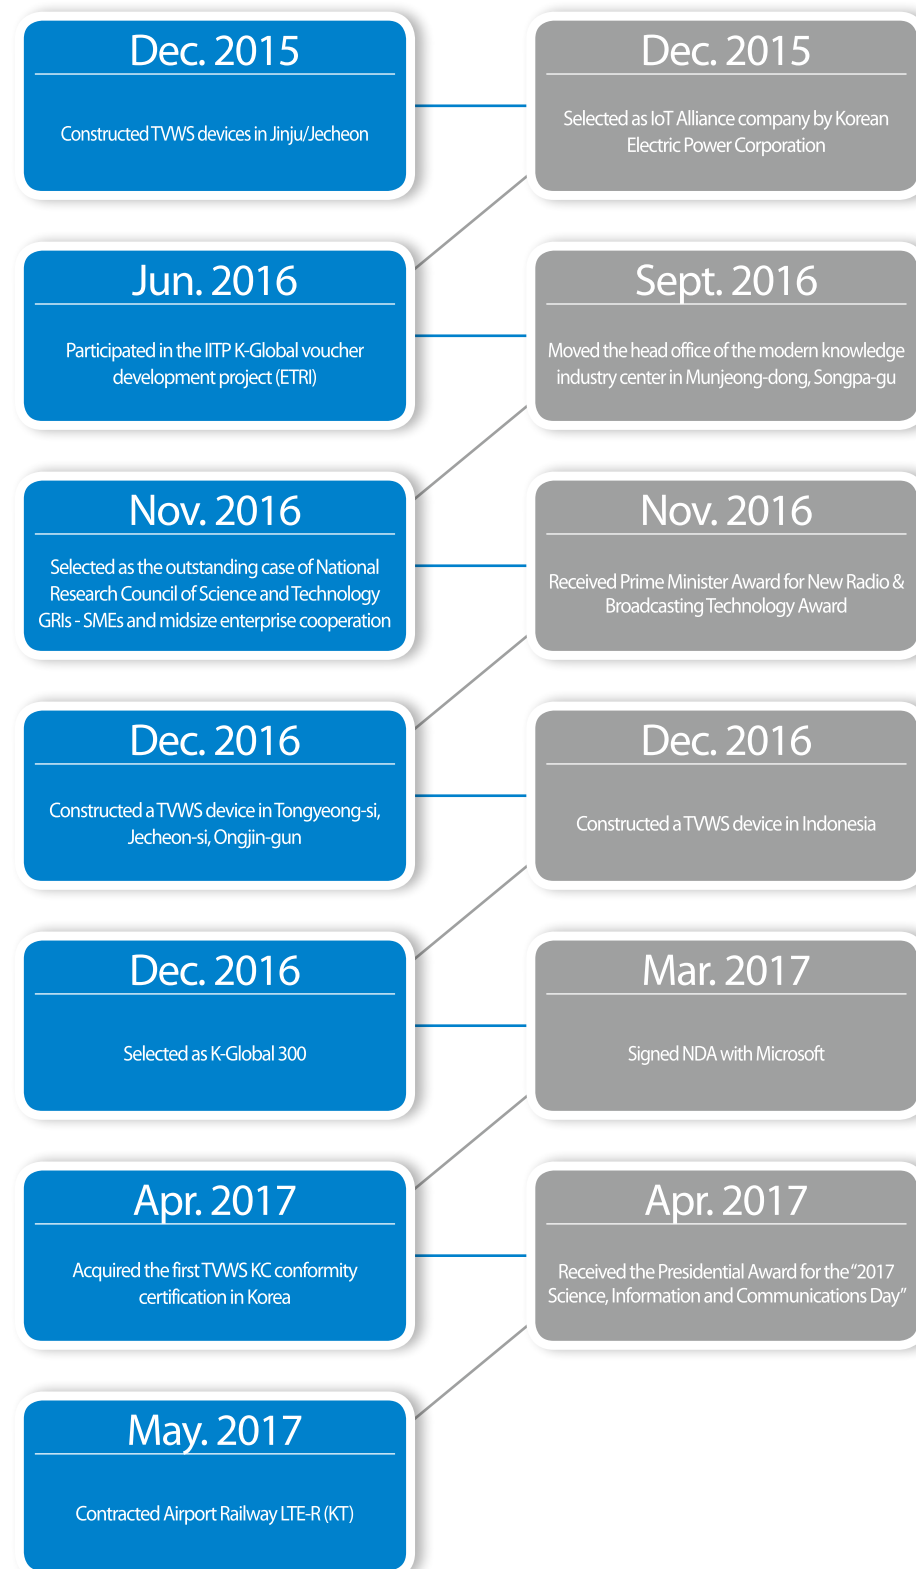 Dec. 2015
Constructed TVWS devices in Jinju/Jecheon
Dec. 2015
Selected as IoT Alliance company by Korean
Electric Power Corporation
Jun. 2016
Participated in the IITP K-Global voucher
development project (ETRI)
Sept. 2016
Moved the head office of the modern knowledge
industry center in Munjeong-dong, Songpa-gu
Nov. 2016
Selected as the outstanding case of National
Research Council of Science and Technology
GRIs - SMEs and midsize enterprise cooperation
Nov. 2016
Received Prime Minister Award for New Radio &
Broadcasting Technology Award
Dec. 2016
Constructed a TVWS device in Tongyeong-si,
Jecheon-si, Ongjin-gun
Dec. 2016
Constructed a TVWS device in Indonesia
Dec. 2016
Selected as K-Global 300
Mar. 2017
Signed NDA with Microsoft
Apr. 2017
Acquired the first TVWS KC conformity
certification in Korea
Apr. 2017
Received the Presidential Award for the “2017
Science, Information and Communications Day”
May. 2017
Contracted Airport Railway LTE-R (KT)